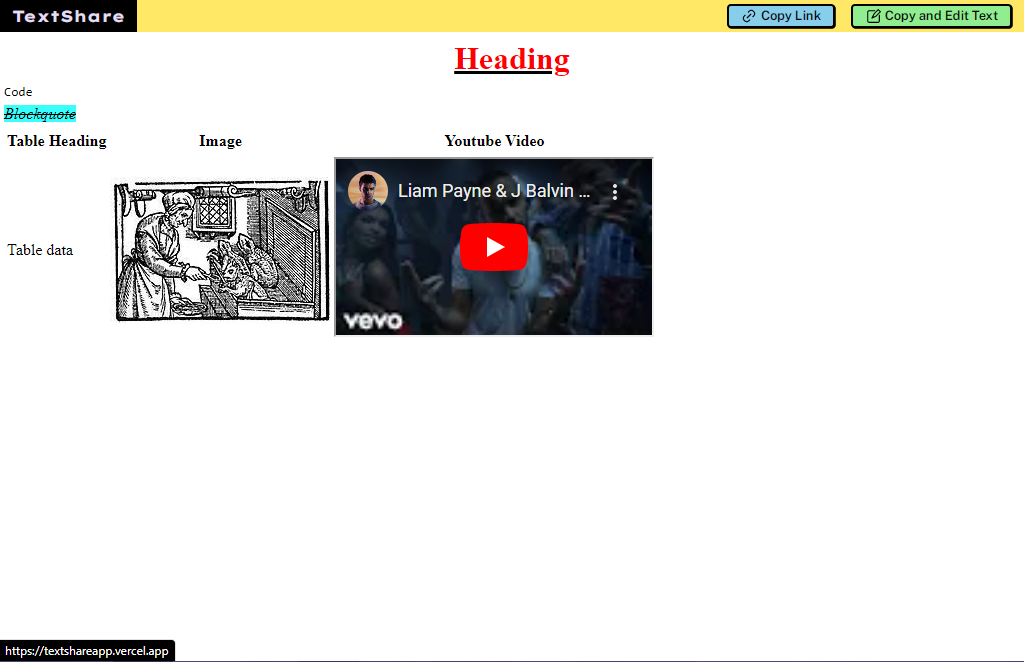 TextShare
Copy Link
Copy and Edit Text
Heading
Code
Blockquote
Table Heading
Image
Youtube Video
Table data
Liam Payne & J Balvin ...
vevo
https://textshareapp.vercel.app